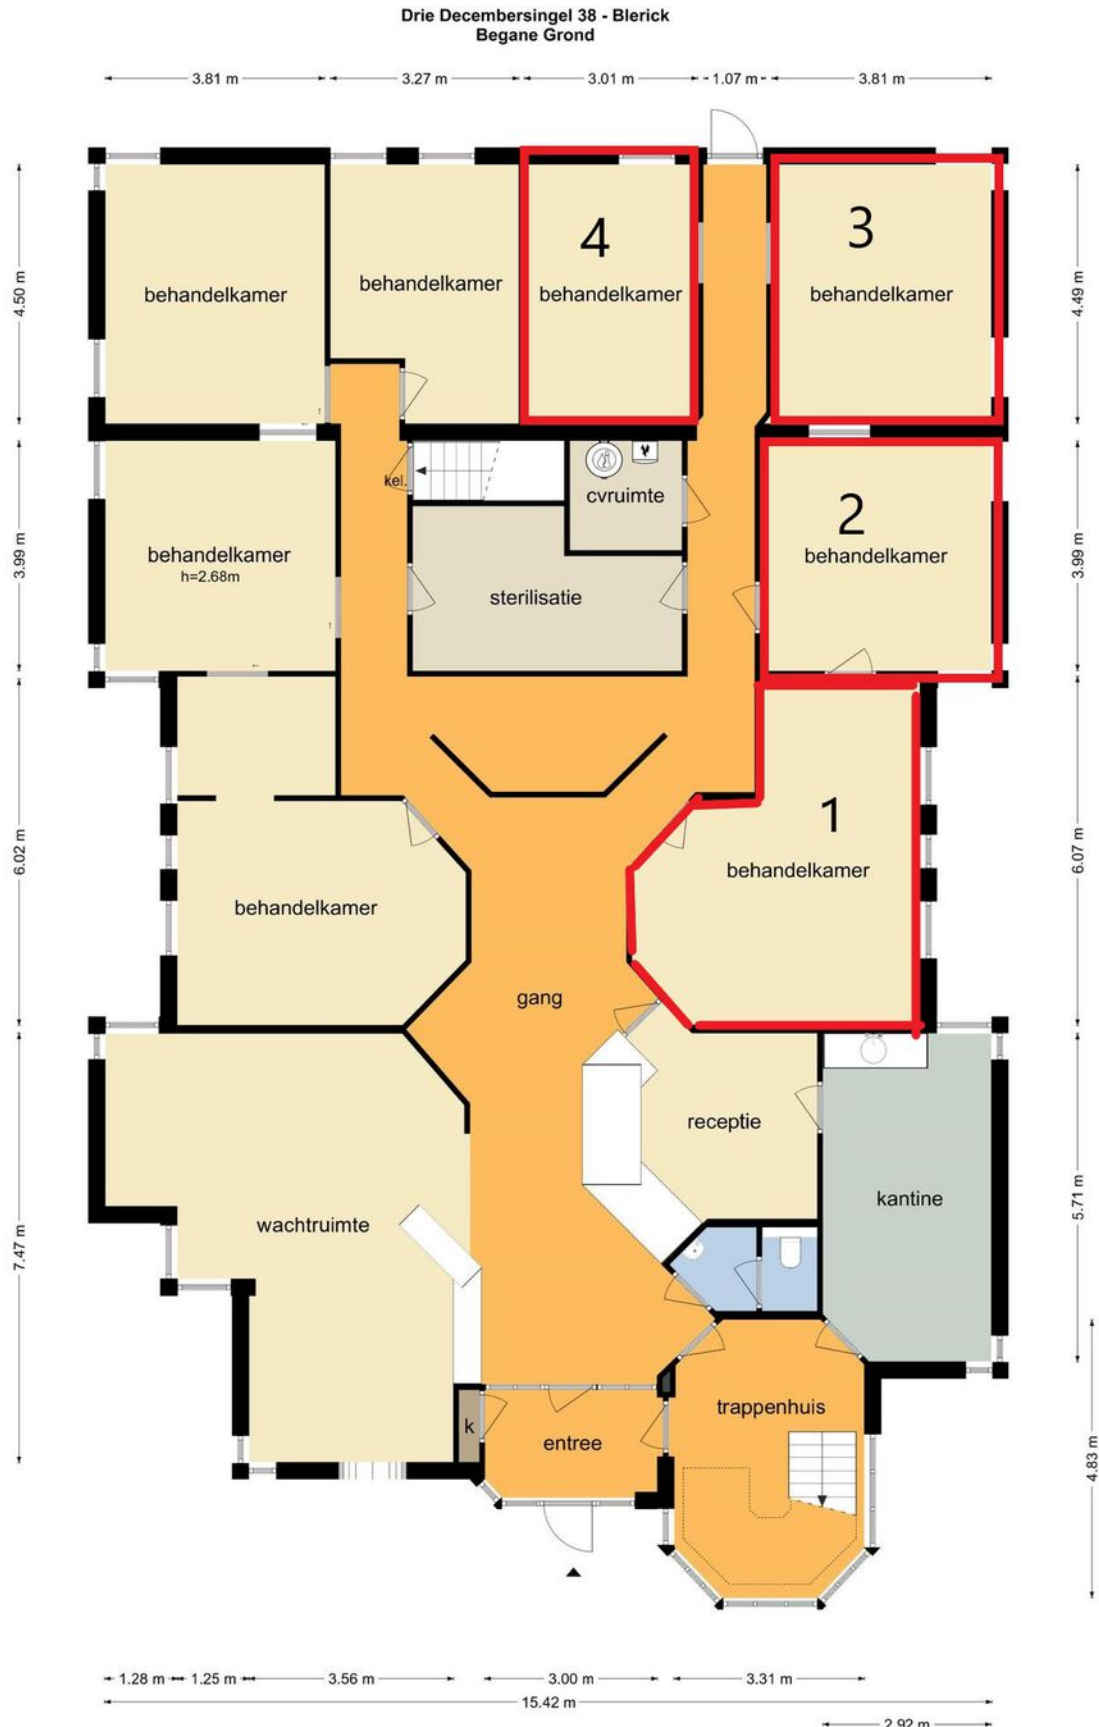 Drie Decembersingel 38 - Blerick
Begane Grond
3.81 m
3.27 m
3.01 m
1.07 m
3.81 m
4.50 m
4.49 m
4
3
behandelkamer
behandelkamer
behandelkamer
behandelkamer
kel.
cvruimte
2
behandelkamer
3.99 m
3.99 m
behandelkamer
h=2.68m
sterilisatie
1
behandelkamer
6.02 m
6.07 m
behandelkamer
gang
receptie
kantine
5.71 m
wachtruimte
7.47 m
trappenhuis
k
entree
4.83 m
1.28 m
1.25 m
3.56 m
3.00 m
3.31 m
15.42 m
2.92 m